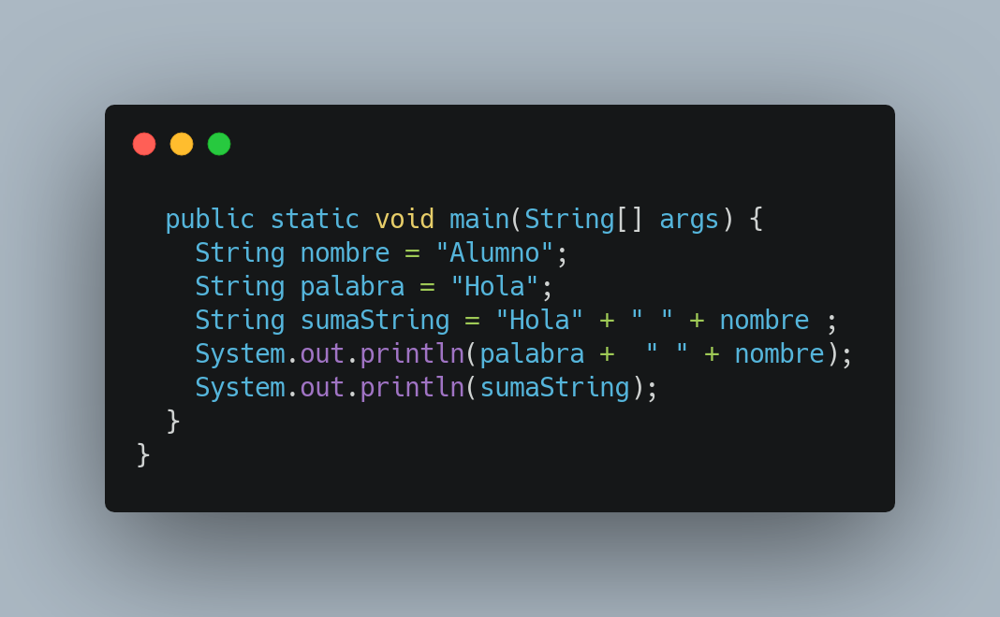 public static void main(String[] args) {
String nombre = "Alumno";
String palabra = "Hola";
String sumaString = "Hola" + " " + nombre ;
System.out.println(palabra +  " " + nombre);
System.out.println(sumaString);
}
}